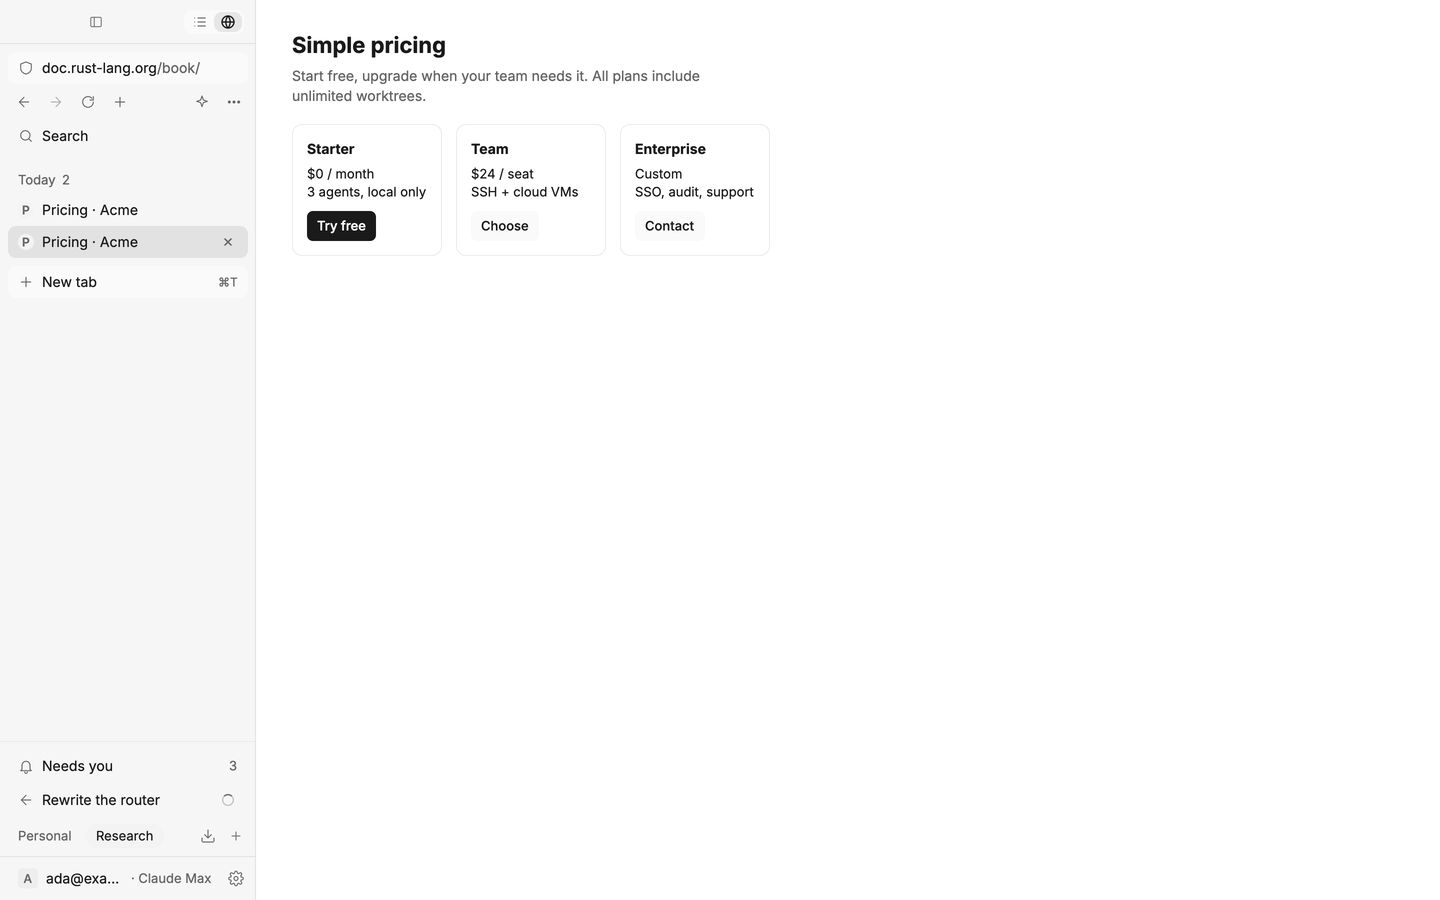 doc.rust-lang.org/book/
Search
Today 2
P Pricing · Acme
P Pricing · Acme
New tab ⌘T
Needs you 3
Rewrite the router
Personal Research
A ada@exa... · Claude Max
Simple pricing
Start free, upgrade when your team needs it. All plans include
unlimited worktrees.
Starter
$0 / month
3 agents, local only
Try free
Team
$24 / seat
SSH + cloud VMs
Choose
Enterprise
Custom
SSO, audit, support
Contact